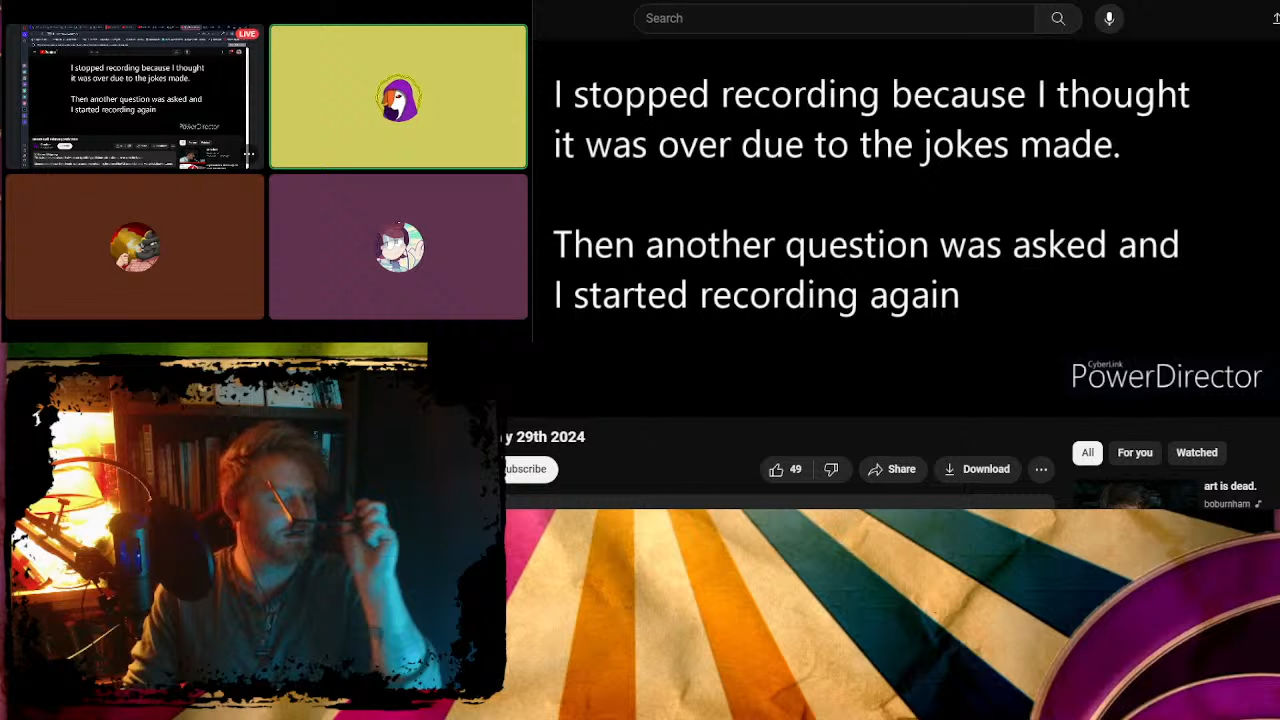 LIVE
I stopped recording because I thought
it was over due to the jokes made.
Then another question was asked and
I started recording again
PowerDirector
Search
I stopped recording because I thought
it was over due to the jokes made.
Then another question was asked and
I started recording again
CyberLink
PowerDirector
y 29th 2024
ubscribe
49
Share
Download
All
For you
Watched
art is dead.
boburnham